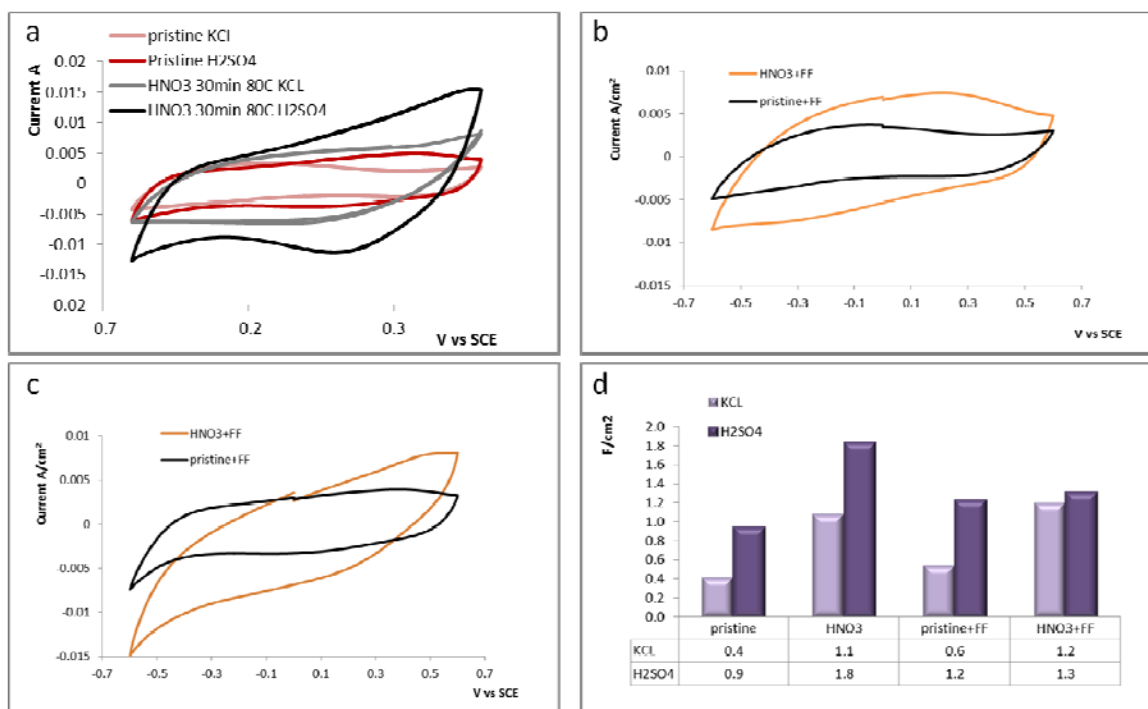 a
pristine KCl
Pristine H2SO4
HNO3 30min 80C KCL
HNO3 30min 80C H2SO4
Current A
0.02
0.015
0.01
0.005
0
-0.005
-0.01
-0.015
0.02
0.7
0.2
0.3
V vs SCE
b
HNO3+FF
pristine+FF
Current A/cm²
0.01
0.005
0
-0.005
-0.01
-0.015
-0.7 -0.5 -0.3 -0.1 0.1 0.3 0.5 0.7
V vs SCE
c
HNO3+FF
pristine+FF
Current A/cm²
0.01
0.005
0
-0.005
-0.01
-0.015
-0.7 -0.5 -0.3 -0.1 0.1 0.3 0.5 0.7
V vs SCE
d
KCL
H2SO4
F/cm2
2.0
1.8
1.6
1.4
1.2
1.0
0.8
0.6
0.4
0.2
0.0
pristine HNO3 pristine+FF HNO3+FF
KCL 0.4 1.1 0.6 1.2
H2SO4 0.9 1.8 1.2 1.3